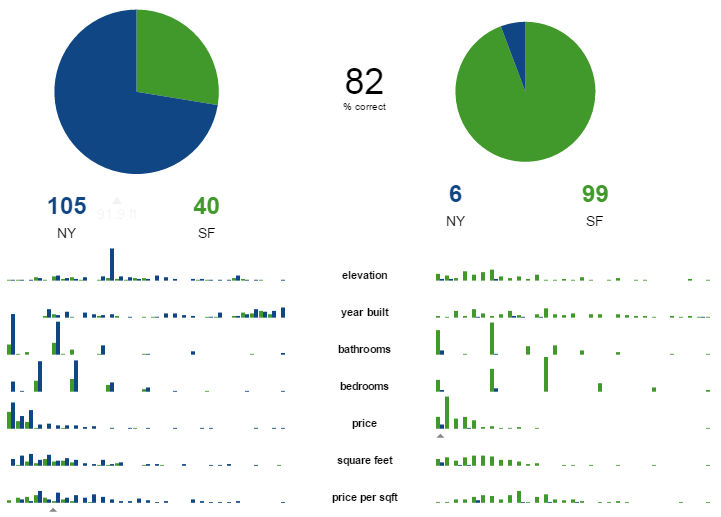 82
% correct
105 40
NY SF
6 99
NY SF
elevation
year built
bathrooms
bedrooms
price
square feet
price per sqft